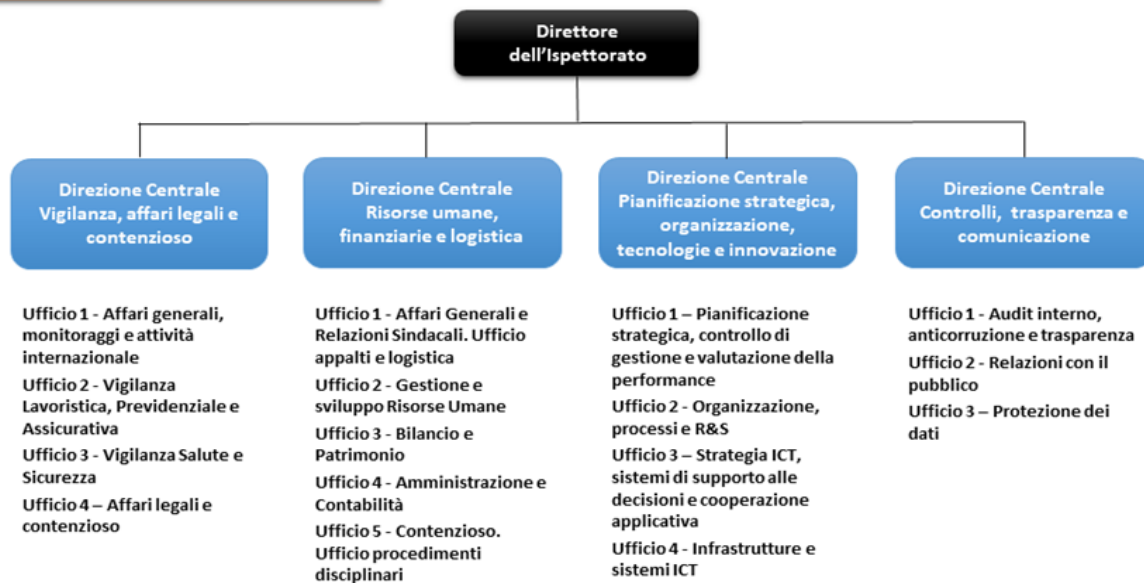 Direttore
dell'Ispettorato
Direzione Centrale
Vigilanza, affari legali e
contenzioso
Direzione Centrale
Risorse umane,
finanziarie e logistica
Direzione Centrale
Pianificazione strategica,
organizzazione,
tecnologie e innovazione
Direzione Centrale
Controlli, trasparenza e
comunicazione
Ufficio 1 - Affari generali,
monitoraggi e attività
internazionale
Ufficio 2 - Vigilanza
Lavoristica, Previdenziale e
Assicurativa
Ufficio 3 - Vigilanza Salute e
Sicurezza
Ufficio 4 – Affari legali e
contenzioso
Ufficio 1 - Affari Generali e
Relazioni Sindacali. Ufficio
appalti e logistica
Ufficio 2 - Gestione e
sviluppo Risorse Umane
Ufficio 3 - Bilancio e
Patrimonio
Ufficio 4 - Amministrazione e
Contabilità
Ufficio 5 - Contenzioso.
Ufficio procedimenti
disciplinari
Ufficio 1 – Pianificazione
strategica, controllo di
gestione e valutazione della
performance
Ufficio 2 - Organizzazione,
processi e R&S
Ufficio 3 – Strategia ICT,
sistemi di supporto alle
decisioni e cooperazione
applicativa
Ufficio 4 - Infrastrutture e
sistemi ICT
Ufficio 1 - Audit interno,
anticorruzione e trasparenza
Ufficio 2 - Relazioni con il
pubblico
Ufficio 3 – Protezione dei
dati